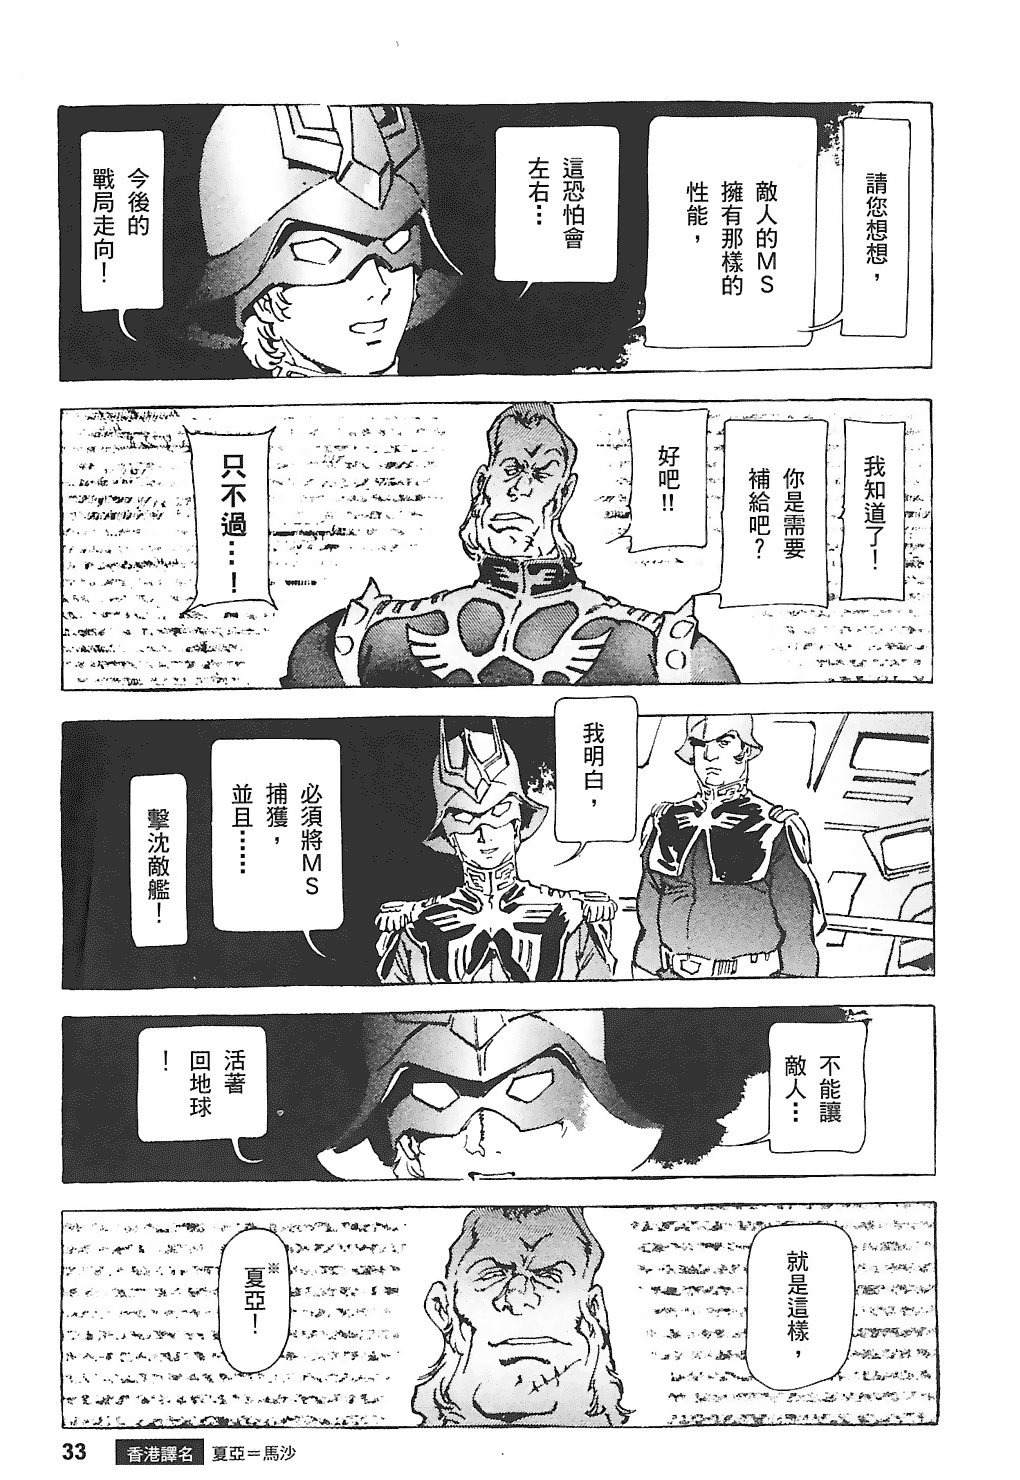 請您想想，
敵人的MS
擁有那樣的
性能，
這恐怕會
左右…
今後的
戰局走向！
我知道了！
你是需要
補給吧？
好吧!!
只不過…！
我明白，
必須將MS
捕獲，
並且……
擊沈敵艦！
不能讓
敵人…
活著
回地球
！
就是這樣，
※
夏亞！
33 香港譯名 夏亞＝馬沙